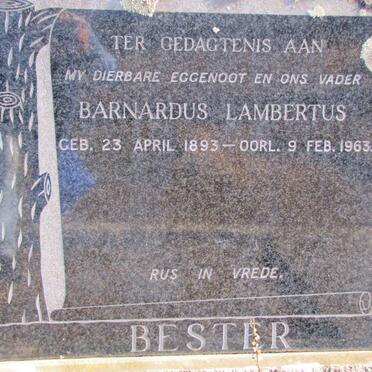 TER GEDAGTENIS AAN
MY DIERBARE EGGENOOT EN ONS VADER
BARNARDUS LAMBERTUS
GEB. 23 APRIL 1893 — OORL. 9 FEB. 1963.
RUS IN VREDE.
BESTER